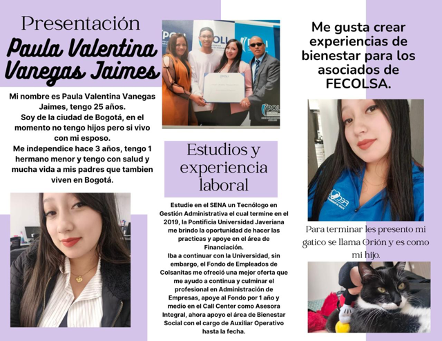 Presentación
Paula Valentina
Vanegas Jaimes
Mi nombre es Paula Valentina Vanegas
Jaimes, tengo 25 años.
Soy de la ciudad de Bogotá, en el
momento no tengo hijos pero si vivo
con mi esposo.
Me independice hace 3 años, tengo 1
hermano menor y tengo con salud y
mucha vida a mis padres que tambien
viven en Bogotá.
Estudios y
experiencia
laboral
Estudie en el SENA un Tecnólogo en
Gestión Administrativa el cual termine en el
2019, la Pontificia Universidad Javeriana
me brindo la oportunidad de hacer las
practicas y apoye en el área de
Financiación.
Iba a continuar con la Universidad, sin
embargo, el Fondo de Empleados de
Colsanitas me ofreció una mejor oferta que
me ayudo a continua y culminar el
profesional en Administración de
Empresas, apoye al Fondo por 1 año y
medio en el Call Center como Asesora
Integral, ahora apoyo el área de Bienestar
Social con el cargo de Auxiliar Operativo
hasta la fecha.
Me gusta crear
experiencias de
bienestar para los
asociados de
FECOLSA.
Para terminar les presento mi
gatico se llama Orión y es como
mi hijo.